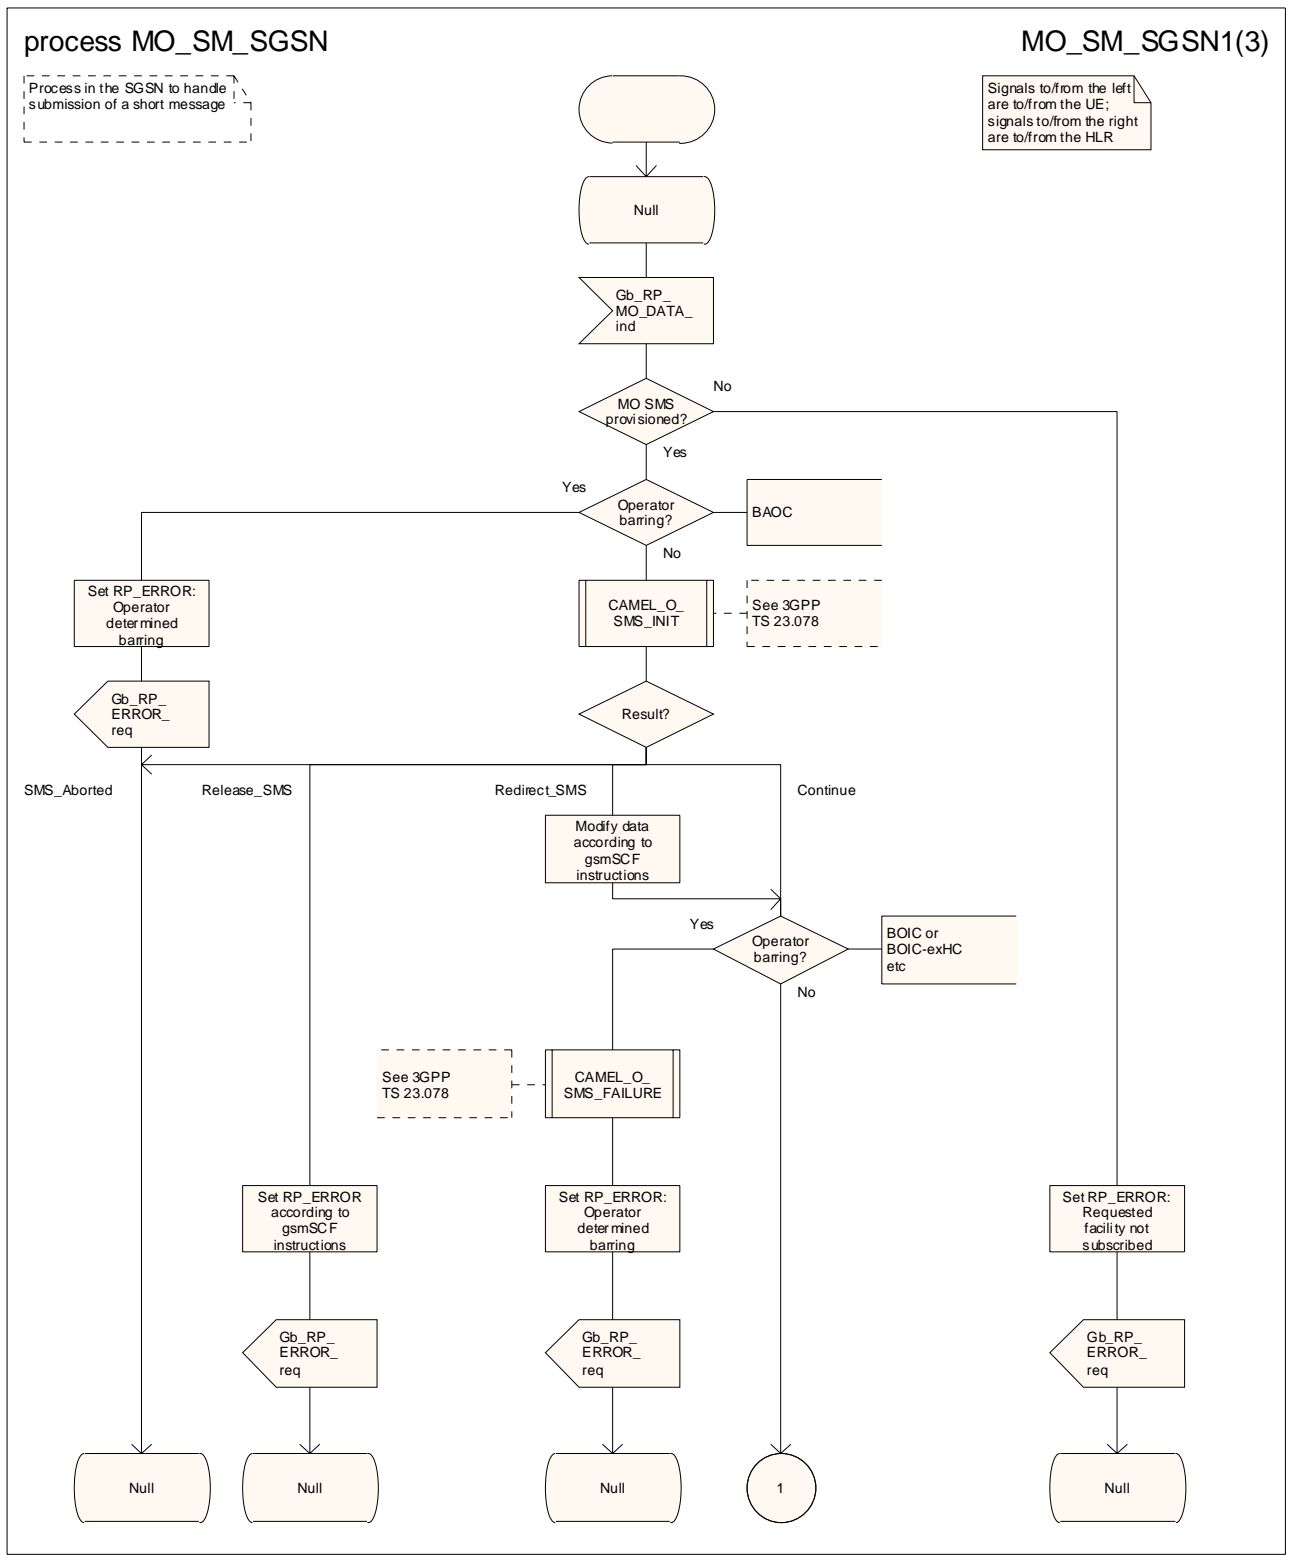 process MO_SM_SGSN
MO_SM_SGSN1(3)
Process in the SGSN to handle
submission of a short message
Signals to/from the left
are to/from the UE;
signals to/from the right
are to/from the HLR
Null
Gb_RP_
MO_DATA_
ind
No
MO SMS
provisioned?
Yes
Yes
Operator
barring?
BAOC
No
Set RP_ERROR:
Operator
determined
barring
CAMEL_O_
SMS_INIT
See 3GPP
TS 23.078
Gb_RP_
ERROR_
req
Result?
SMS_Aborted
Release_SMS
Redirect_SMS
Continue
Modify data
according to
gsmSCF
instructions
Yes
Operator
barring?
BOIC or
BOIC-exHC
etc
No
See 3GPP
TS 23.078
CAMEL_O_
SMS_FAILURE
Set RP_ERROR
according to
gsmSCF
instructions
Set RP_ERROR:
Operator
determined
barring
Set RP_ERROR:
Requested
facility not
subscribed
Gb_RP_
ERROR_
req
Gb_RP_
ERROR_
req
Gb_RP_
ERROR_
req
Null
Null
Null
1
Null